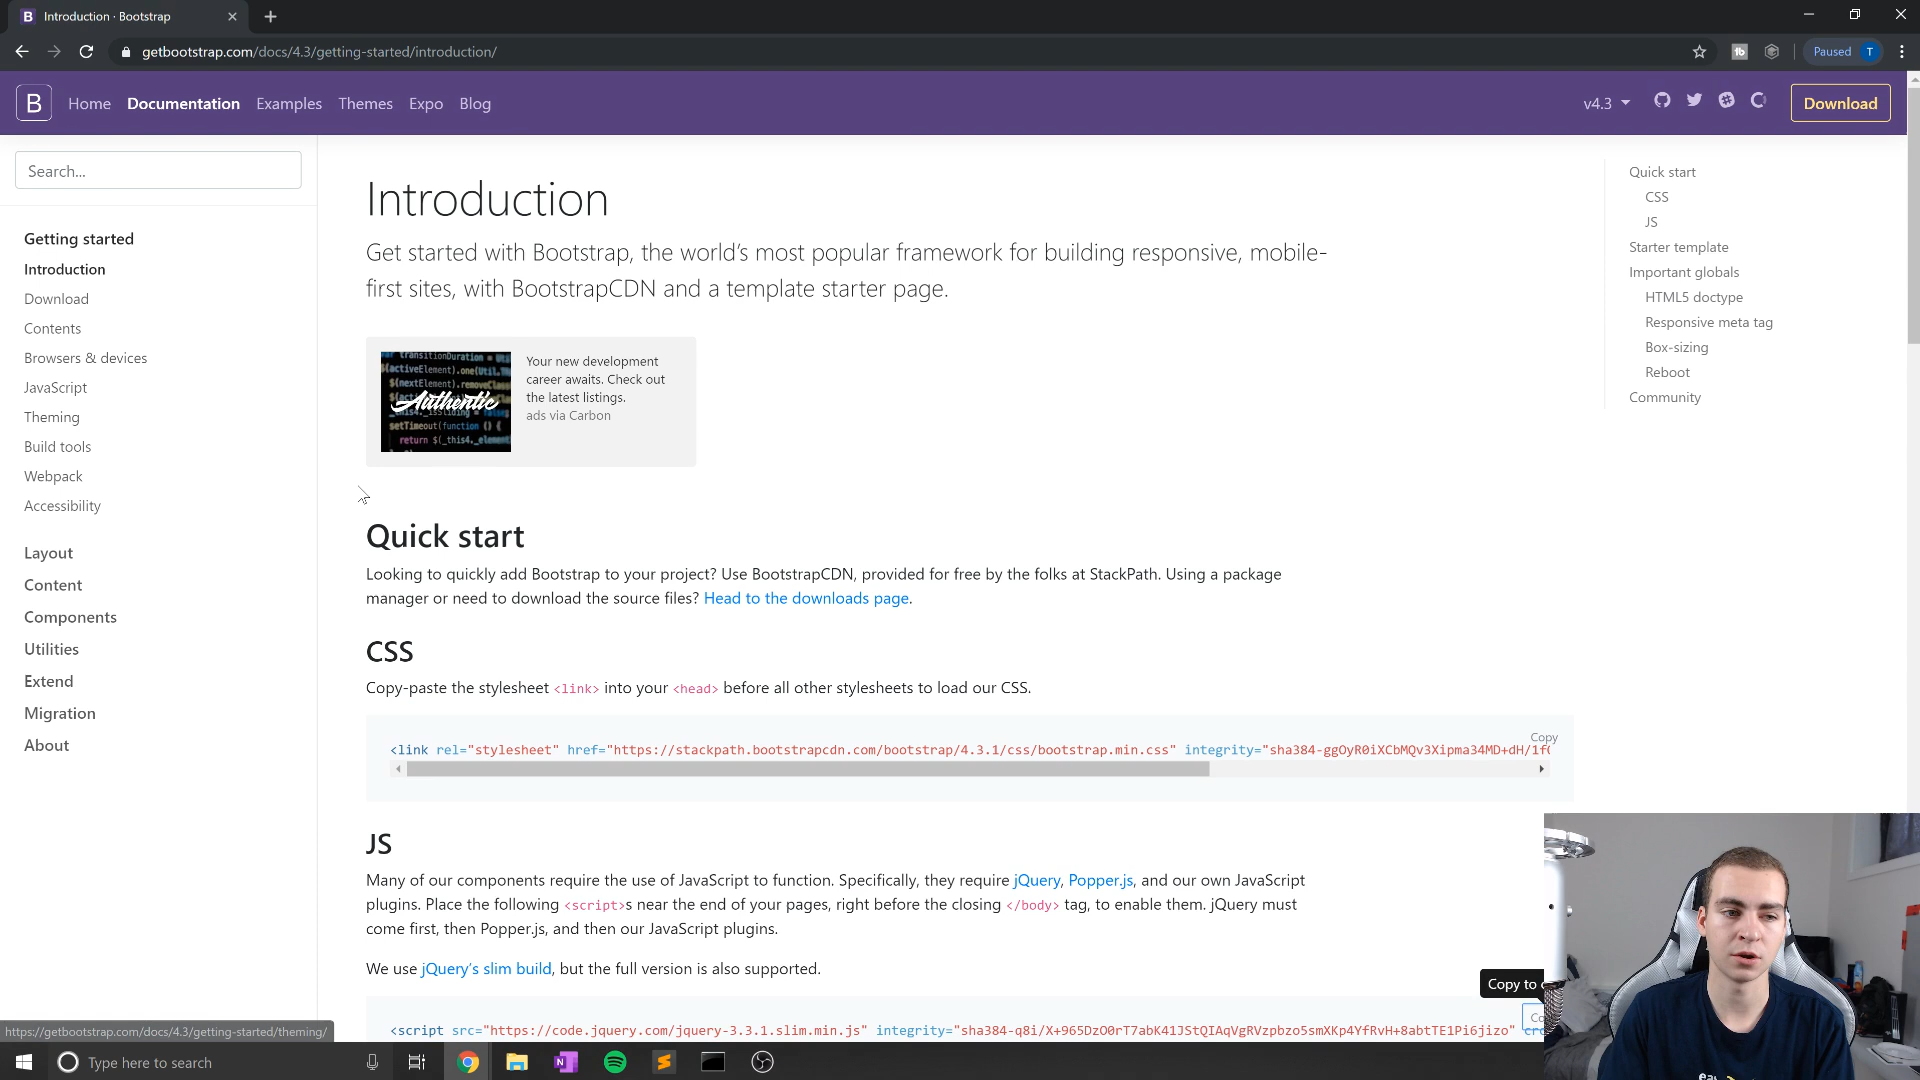 B Introduction · Bootstrap
getbootstrap.com/docs/4.3/getting-started/introduction/
Paused T
B Home Documentation Examples Themes Expo Blog v4.3 Download
Search...
Getting started
Introduction
Download
Contents
Browsers & devices
JavaScript
Theming
Build tools
Webpack
Accessibility
Layout
Content
Components
Utilities
Extend
Migration
About
Introduction
Get started with Bootstrap, the world's most popular framework for building responsive, mobile-
first sites, with BootstrapCDN and a template starter page.
Authentic
Your new development
career awaits. Check out
the latest listings.
ads via Carbon
Quick start
Looking to quickly add Bootstrap to your project? Use BootstrapCDN, provided for free by the folks at StackPath. Using a package
manager or need to download the source files? Head to the downloads page.
CSS
Copy-paste the stylesheet <link> into your <head> before all other stylesheets to load our CSS.
Copy
<link rel="stylesheet" href="https://stackpath.bootstrapcdn.com/bootstrap/4.3.1/css/bootstrap.min.css" integrity="sha384-ggOyR0iXCbMQv3Xipma34MD+dH/1f
JS
Many of our components require the use of JavaScript to function. Specifically, they require jQuery, Popper.js, and our own JavaScript
plugins. Place the following <script>s near the end of your pages, right before the closing </body> tag, to enable them. jQuery must
come first, then Popper.js, and then our JavaScript plugins.
We use jQuery's slim build, but the full version is also supported.
Copy to
<script src="https://code.jquery.com/jquery-3.3.1.slim.min.js" integrity="sha384-q8i/X+965DzO0rT7abK41JStQIAqVgRVzpbzo5smXKp4YfRvH+8abtTE1Pi6jizo"
Quick start
CSS
JS
Starter template
Important globals
HTML5 doctype
Responsive meta tag
Box-sizing
Reboot
Community
https://getbootstrap.com/docs/4.3/getting-started/theming/
Type here to search